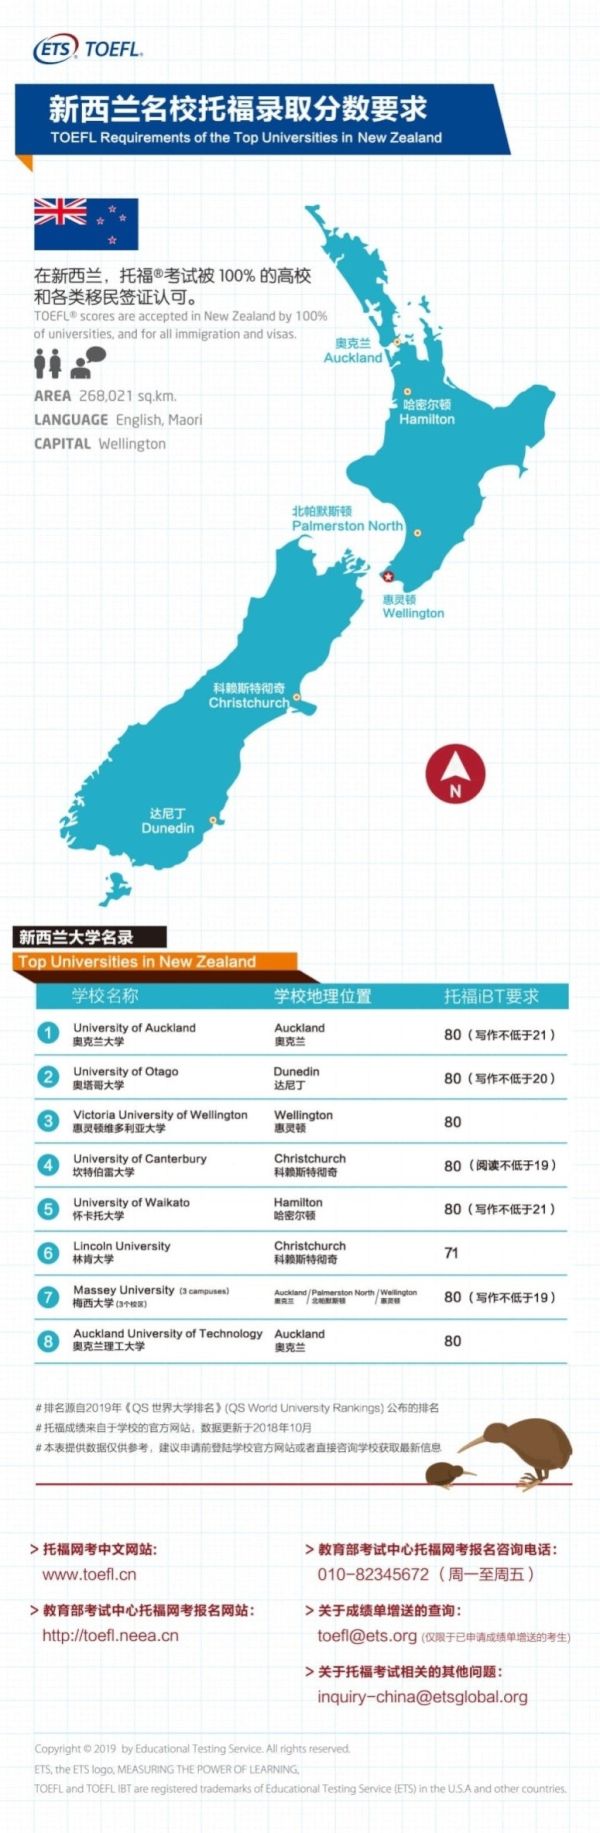 ETS TOEFL
新西兰名校托福录取分数要求
TOEFL Requirements of the Top Universities in New Zealand
在新西兰，托福®考试被 100% 的高校
和各类移民签证认可。
TOEFL® scores are accepted in New Zealand by 100%
of universities, and for all immigration and visas.
AREA 268,021 sq.km.
LANGUAGE English, Maori
CAPITAL Wellington
奥克兰
Auckland
哈密尔顿
Hamilton
北帕默斯顿
Palmerston North
惠灵顿
Wellington
科赖斯特彻奇
Christchurch
达尼丁
Dunedin
N
新西兰大学名录
Top Universities in New Zealand
学校名称 学校地理位置 托福iBT要求
1 University of Auckland Auckland 80（写作不低于21）
奥克兰大学 奥克兰
2 University of Otago Dunedin 80（写作不低于20）
奥塔哥大学 达尼丁
3 Victoria University of Wellington Wellington 80
惠灵顿维多利亚大学 惠灵顿
4 University of Canterbury Christchurch 80（阅读不低于19）
坎特伯雷大学 科赖斯特彻奇
5 University of Waikato Hamilton 80（写作不低于21）
怀卡托大学 哈密尔顿
6 Lincoln University Christchurch 71
林肯大学 科赖斯特彻奇
7 Massey University (3 campuses) Auckland/Palmerston North/Wellington 80（写作不低于19）
梅西大学 (3个校区) 奥克兰/北帕默斯顿/惠灵顿
8 Auckland University of Technology Auckland 80
奥克兰理工大学 奥克兰
# 排名源自2019年《QS 世界大学排名》(QS World University Rankings) 公布的排名
# 托福成绩来自于学校的官方网站，数据更新于2018年10月
# 本表提供数据仅供参考，建议申请前登陆学校官方网站或者直接咨询学校获取最新信息
> 托福网考中文网站：
www.toefl.cn
> 教育部考试中心托福网考报名网站：
http://toefl.neea.cn
> 教育部考试中心托福网考报名咨询电话：
010-82345672（周一至周五）
> 关于成绩单增送的查询：
toefl@ets.org (仅限于已申请成绩单增送的考生)
> 关于托福考试相关的其他问题：
inquiry-china@etsglobal.org
Copyright © 2019 by Educational Testing Service. All rights reserved.
ETS, the ETS logo, MEASURING THE POWER OF LEARNING,
TOEFL and TOEFL IBT are registered trademarks of Educational Testing Service (ETS) in the U.S.A and other countries.